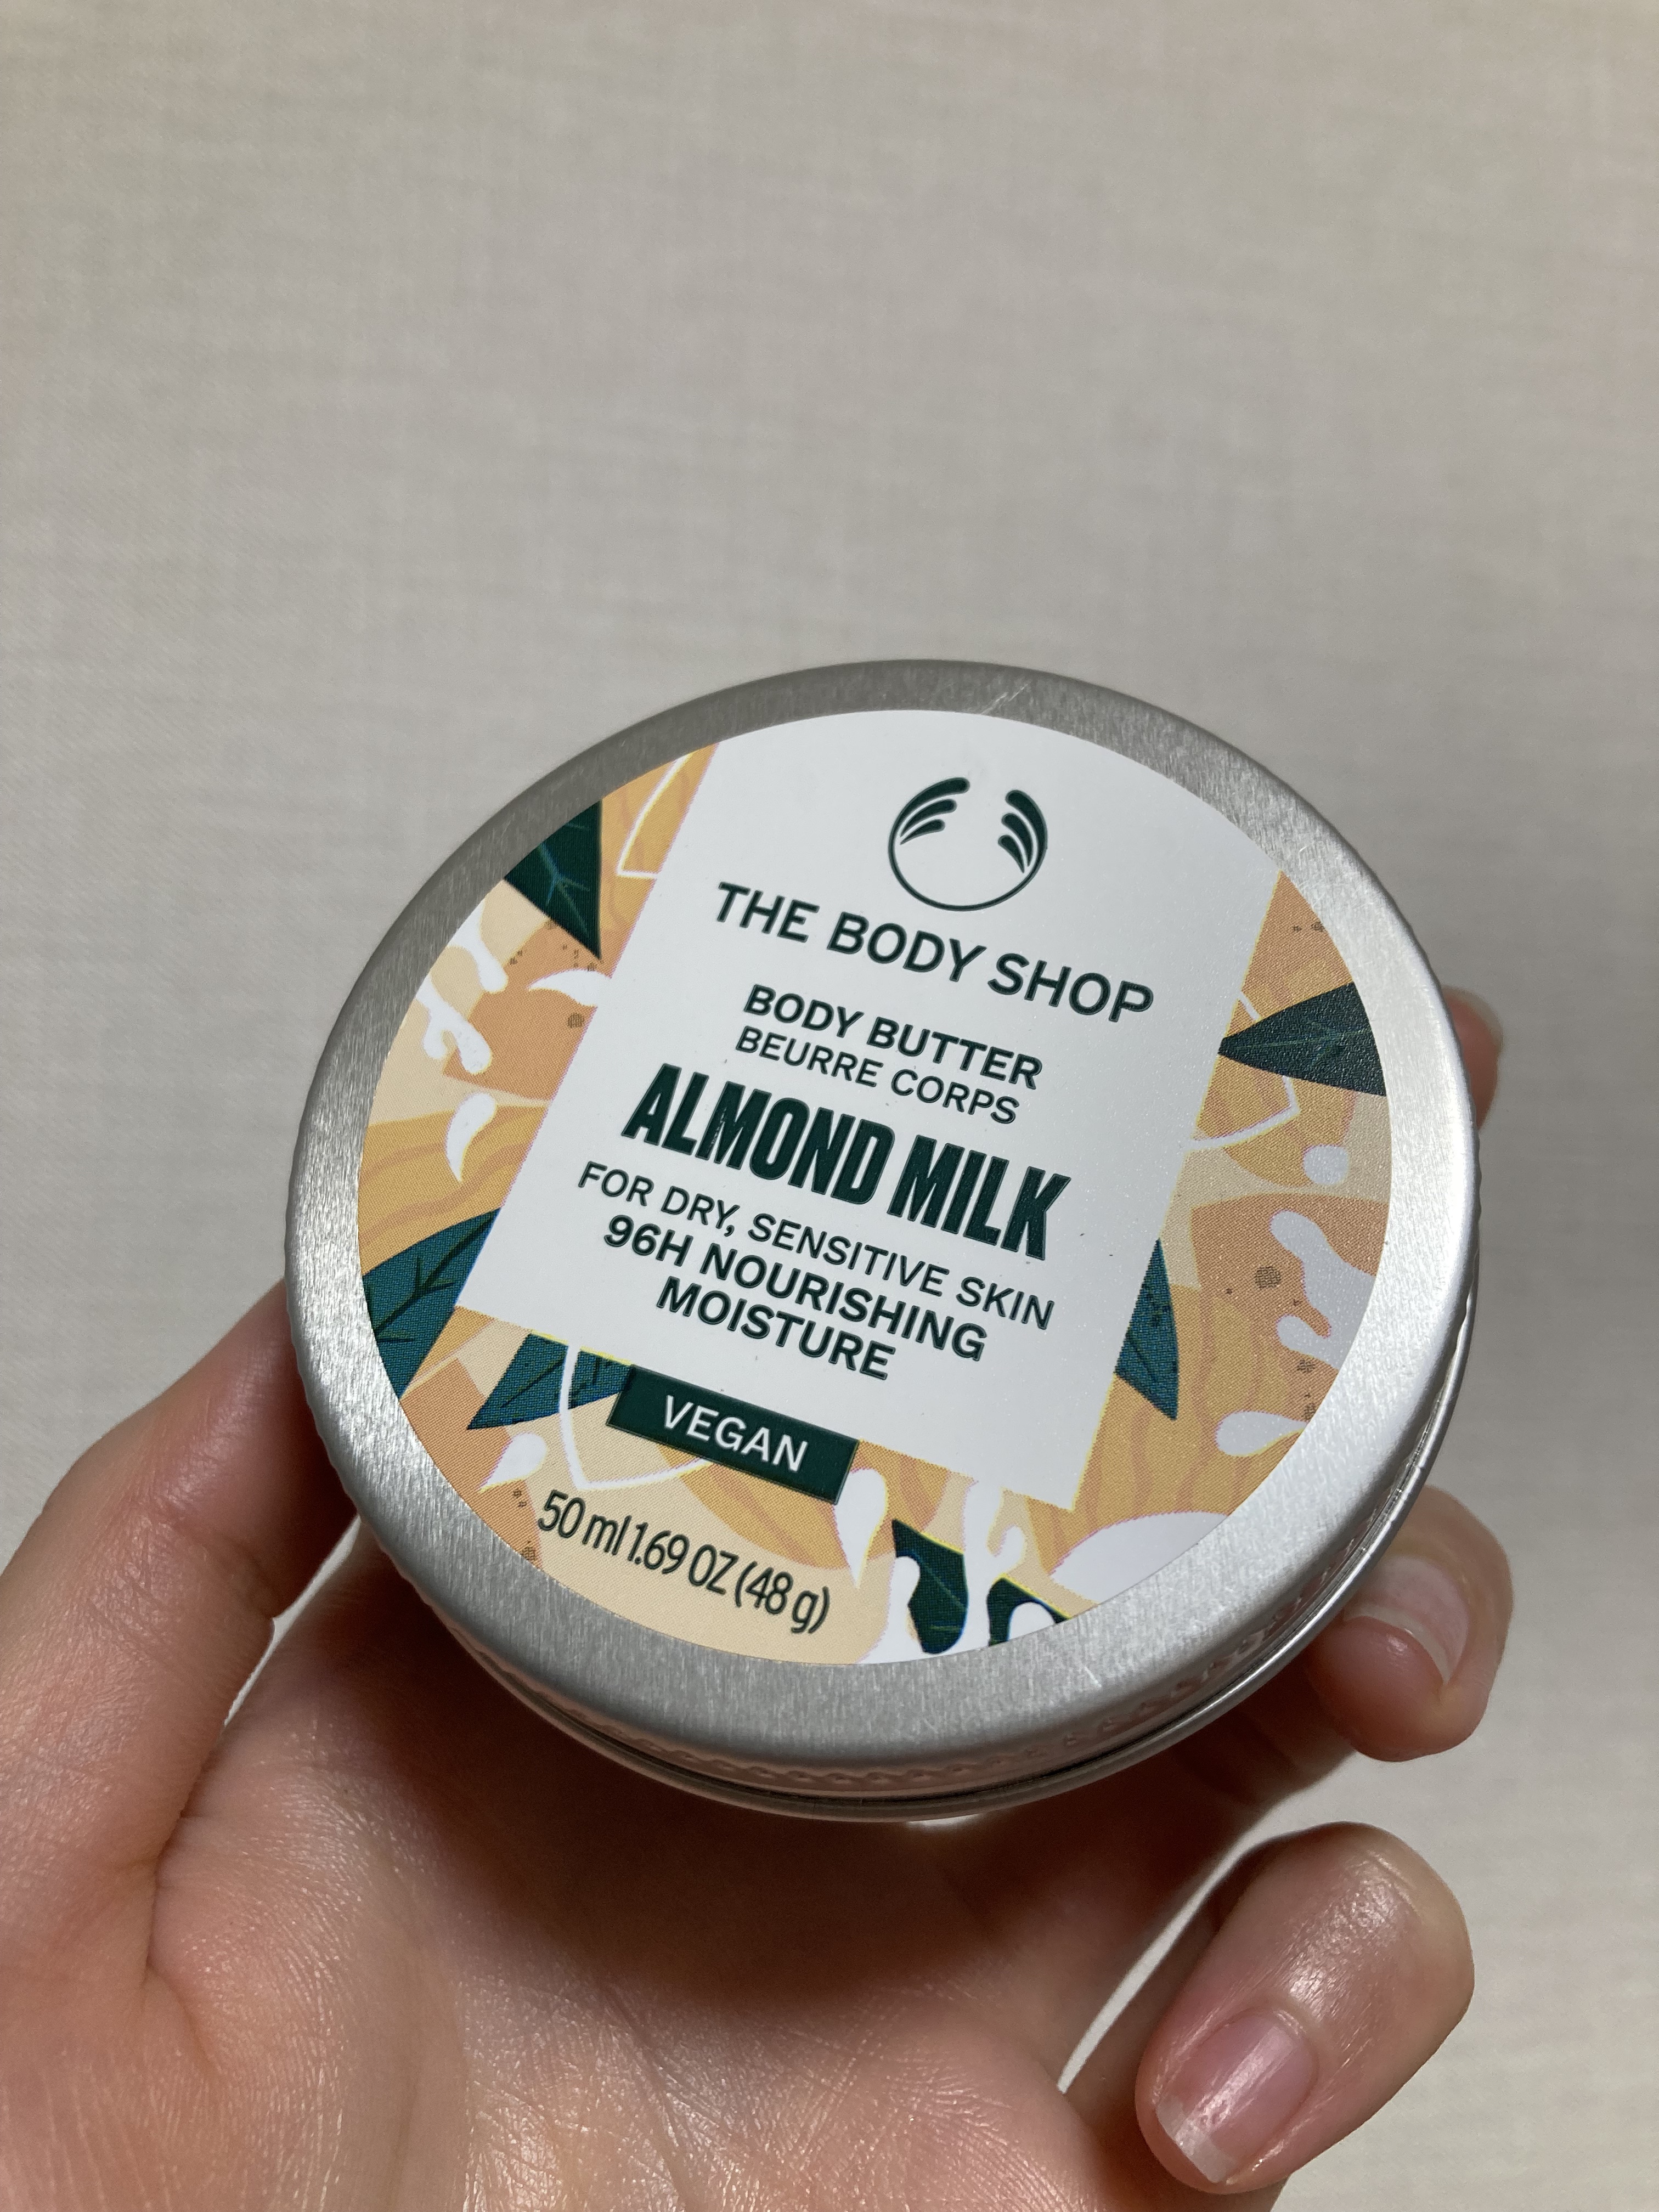 THE BODY SHOP
BODY BUTTER
BEURRE CORPS
ALMOND MILK
FOR DRY, SENSITIVE SKIN
96H NOURISHING
MOISTURE
VEGAN
50 ml 1.69 OZ (48 g)